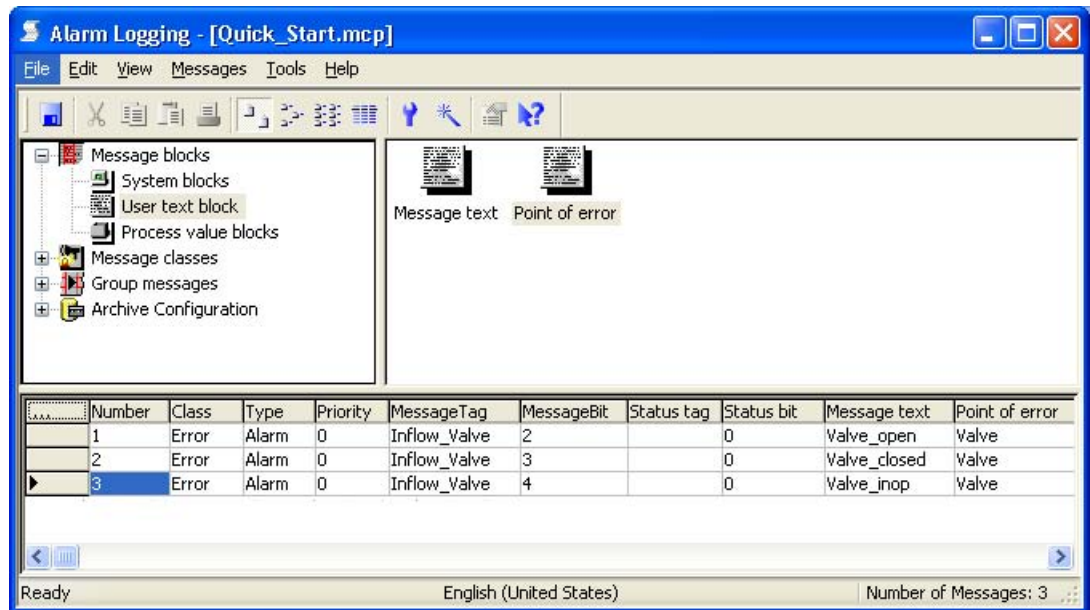 Alarm Logging - [Quick_Start.mcp]
File Edit View Messages Tools Help
Message blocks
System blocks
User text block
Process value blocks
Message classes
Group messages
Archive Configuration
Message text Point of error
... Number Class Type Priority MessageTag MessageBit Status tag Status bit Message text Point of error
1 Error Alarm 0 Inflow_Valve 2 0 Valve_open Valve
2 Error Alarm 0 Inflow_Valve 3 0 Valve_closed Valve
3 Error Alarm 0 Inflow_Valve 4 0 Valve_inop Valve
Ready English (United States) Number of Messages: 3